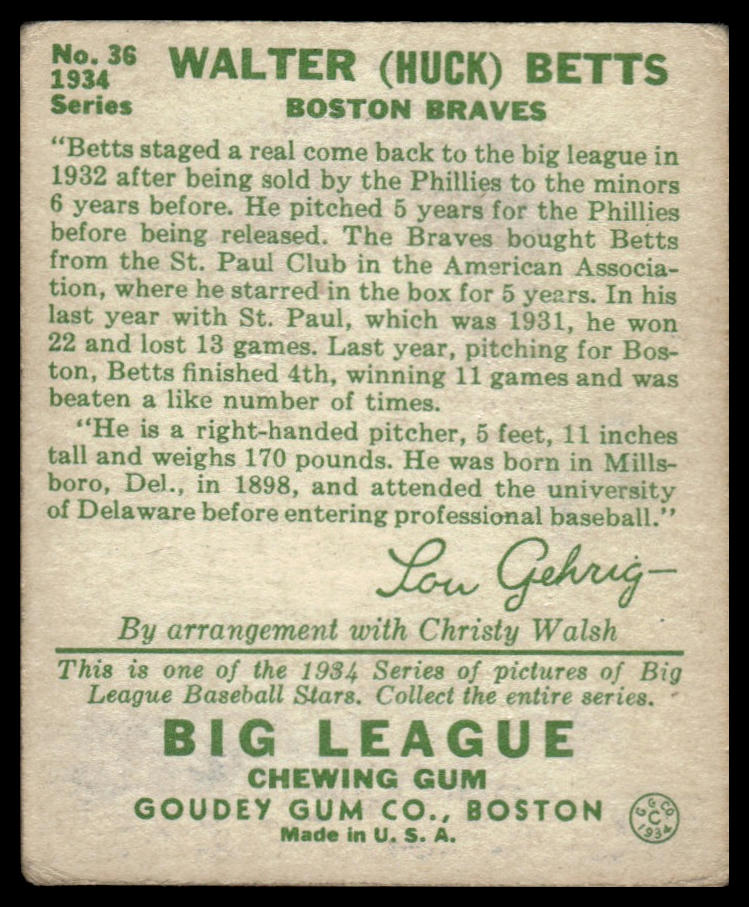 No. 36
1934
Series
WALTER (HUCK) BETTS
BOSTON BRAVES
"Betts staged a real come back to the big league in
1932 after being sold by the Phillies to the minors
6 years before. He pitched 5 years for the Phillies
before being released. The Braves bought Betts
from the St. Paul Club in the American Associa-
tion, where he starred in the box for 5 years. In his
last year with St. Paul, which was 1931, he won
22 and lost 13 games. Last year, pitching for Bos-
ton, Betts finished 4th, winning 11 games and was
beaten a like number of times.
"He is a right-handed pitcher, 5 feet, 11 inches
tall and weighs 170 pounds. He was born in Mills-
boro, Del., in 1898, and attended the university
of Delaware before entering professional baseball."
Lou Gehrig
By arrangement with Christy Walsh
This is one of the 1934 Series of pictures of Big
League Baseball Stars. Collect the entire series.
BIG LEAGUE
CHEWING GUM
GOUDEY GUM CO., BOSTON
Made in U. S. A.
G. G. CO.
C
1934